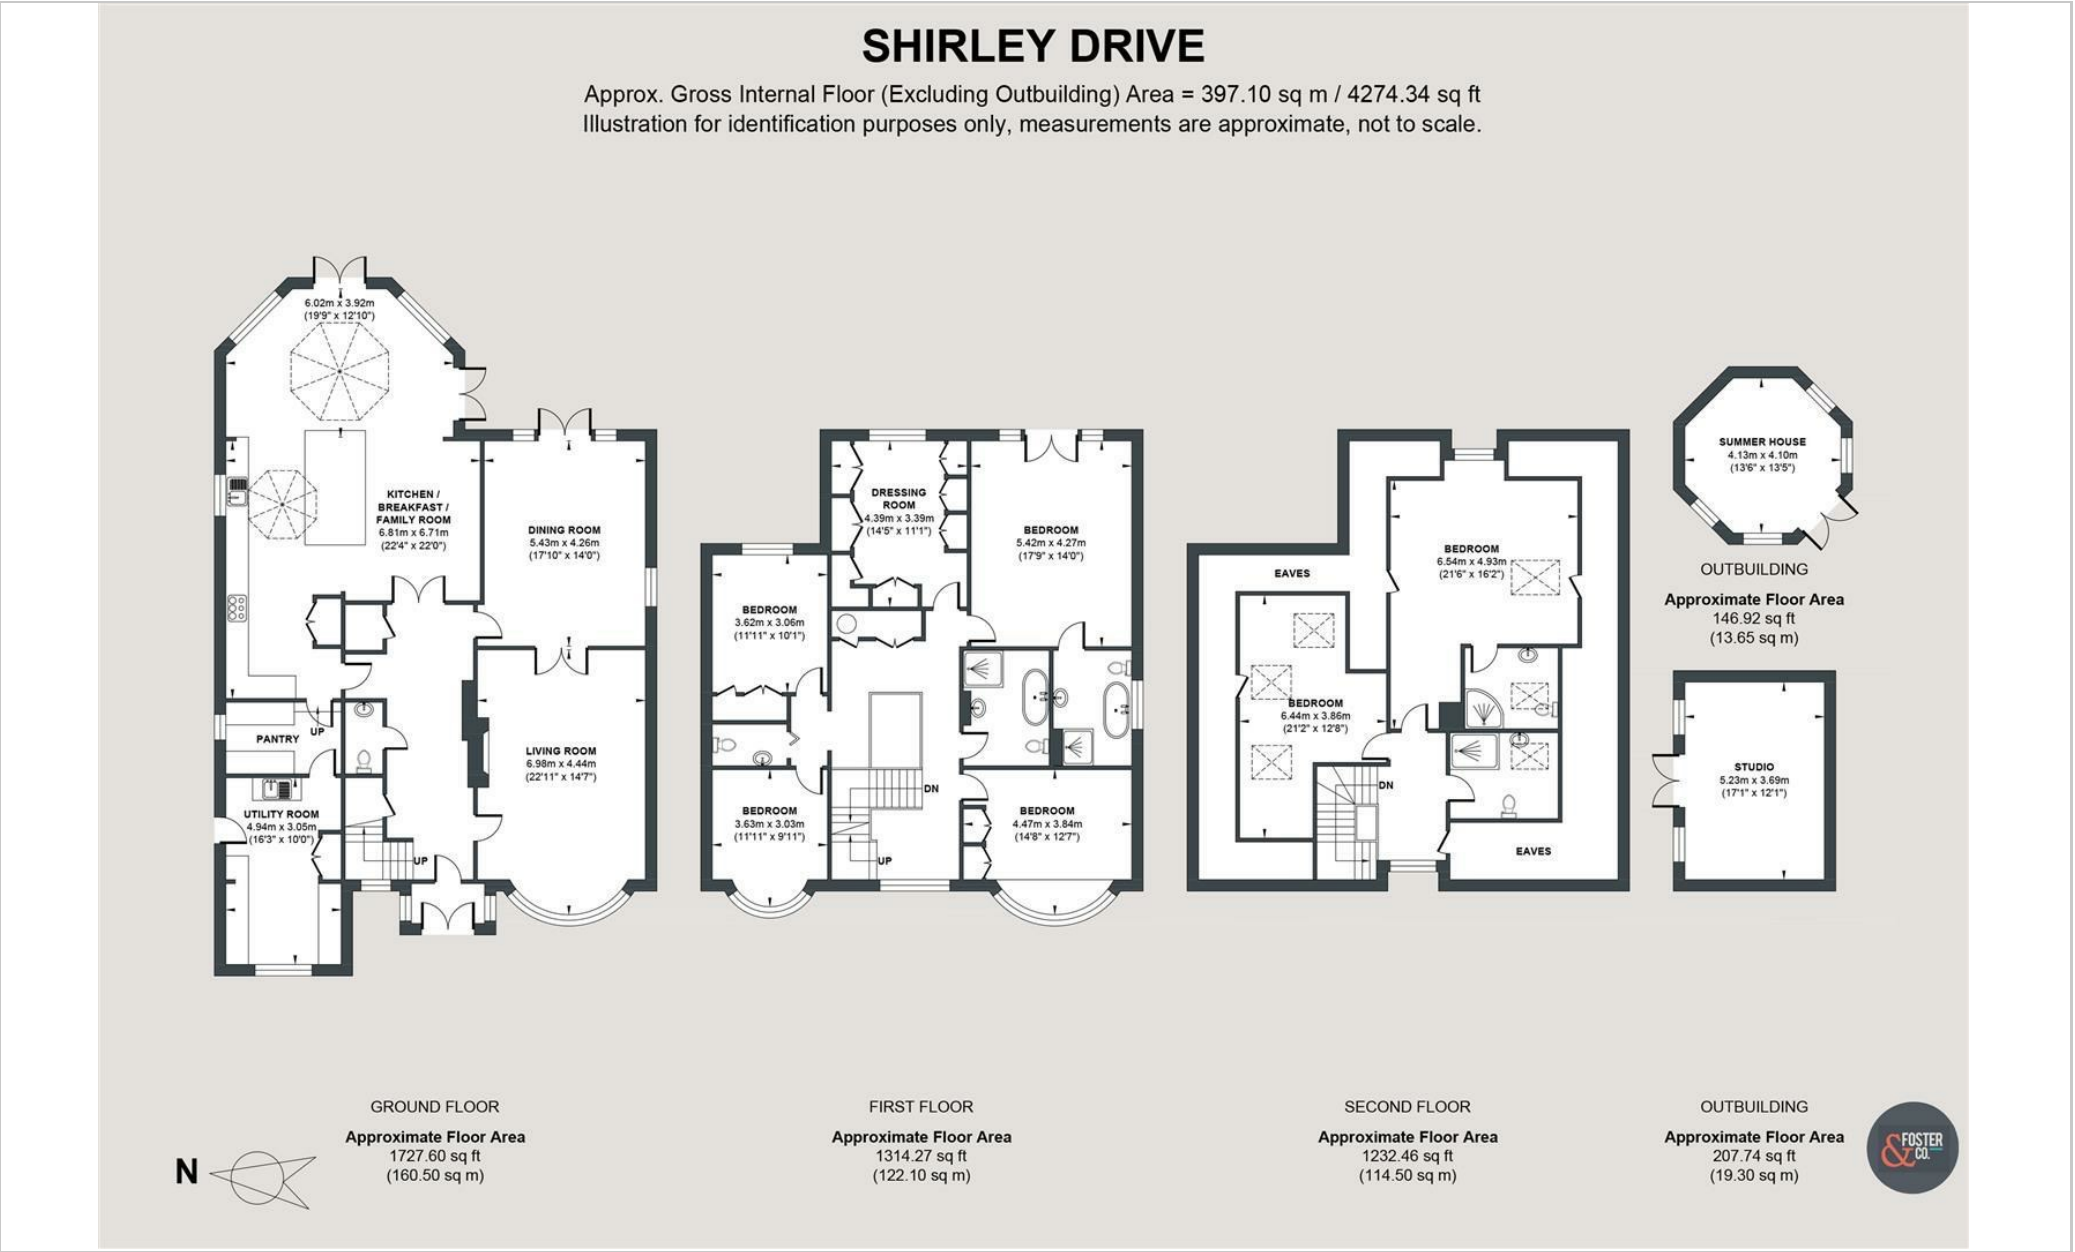 SHIRLEY DRIVE
Approx. Gross Internal Floor (Excluding Outbuilding) Area = 397.10 sq m / 4274.34 sq ft
Illustration for identification purposes only, measurements are approximate, not to scale.
6.02m x 3.92m
(19'9" x 12'10")
KITCHEN /
BREAKFAST /
FAMILY ROOM
6.81m x 6.71m
(22'4" x 22'0")
DINING ROOM
5.43m x 4.26m
(17'10" x 14'0")
PANTRY
UP
LIVING ROOM
6.98m x 4.44m
(22'11" x 14'7")
UTILITY ROOM
4.94m x 3.05m
(16'3" x 10'0")
UP
DRESSING
ROOM
4.39m x 3.39m
(14'5" x 11'1")
BEDROOM
5.42m x 4.27m
(17'9" x 14'0")
BEDROOM
3.62m x 3.06m
(11'11" x 10'1")
BEDROOM
3.63m x 3.03m
(11'11" x 9'11")
DN
UP
BEDROOM
4.47m x 3.84m
(14'8" x 12'7")
BEDROOM
6.54m x 4.93m
(21'6" x 16'2")
EAVES
BEDROOM
6.44m x 3.86m
(21'2" x 12'8")
DN
EAVES
SUMMER HOUSE
4.13m x 4.10m
(13'6" x 13'5")
OUTBUILDING
Approximate Floor Area
146.92 sq ft
(13.65 sq m)
STUDIO
5.23m x 3.69m
(17'1" x 12'1")
GROUND FLOOR
Approximate Floor Area
1727.60 sq ft
(160.50 sq m)
FIRST FLOOR
Approximate Floor Area
1314.27 sq ft
(122.10 sq m)
SECOND FLOOR
Approximate Floor Area
1232.46 sq ft
(114.50 sq m)
OUTBUILDING
Approximate Floor Area
207.74 sq ft
(19.30 sq m)
N
&FOSTER
CO.